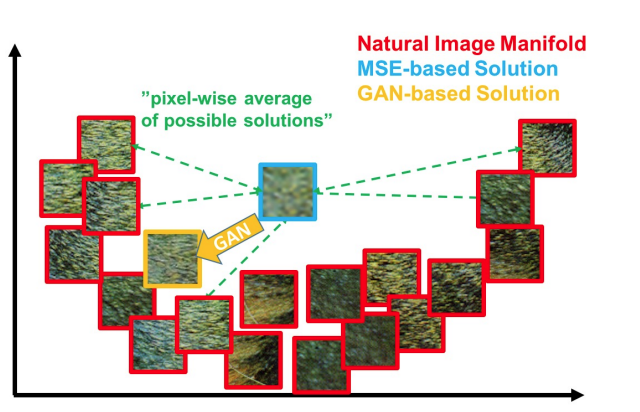 Natural Image Manifold
MSE-based Solution
GAN-based Solution
”pixel-wise average
of possible solutions”
GAN